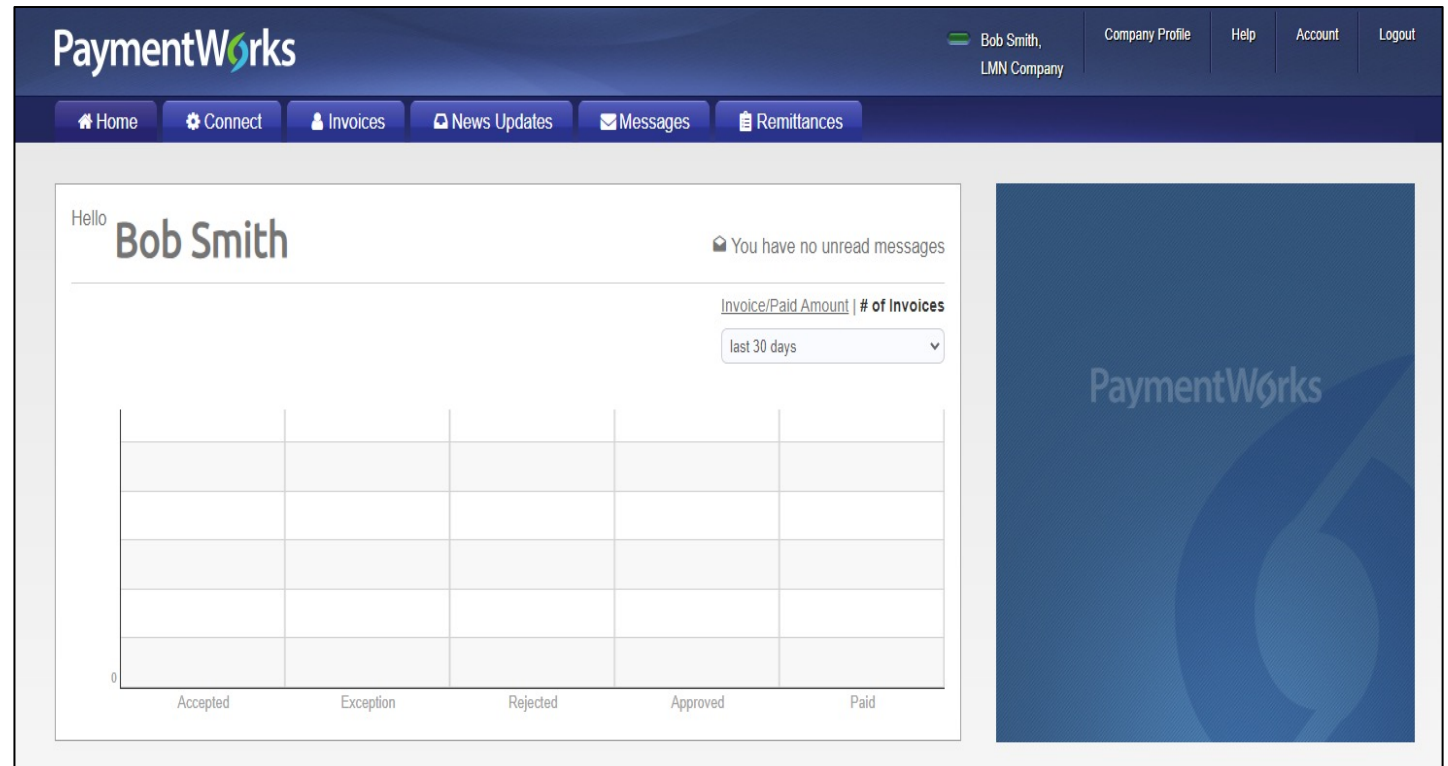 PaymentWorks
Bob Smith,
LMN Company
Company Profile
Help
Account
Logout
Home
Connect
Invoices
News Updates
Messages
Remittances
Hello
Bob Smith
You have no unread messages
Invoice/Paid Amount | # of Invoices
last 30 days
0
Accepted
Exception
Rejected
Approved
Paid
PaymentWorks